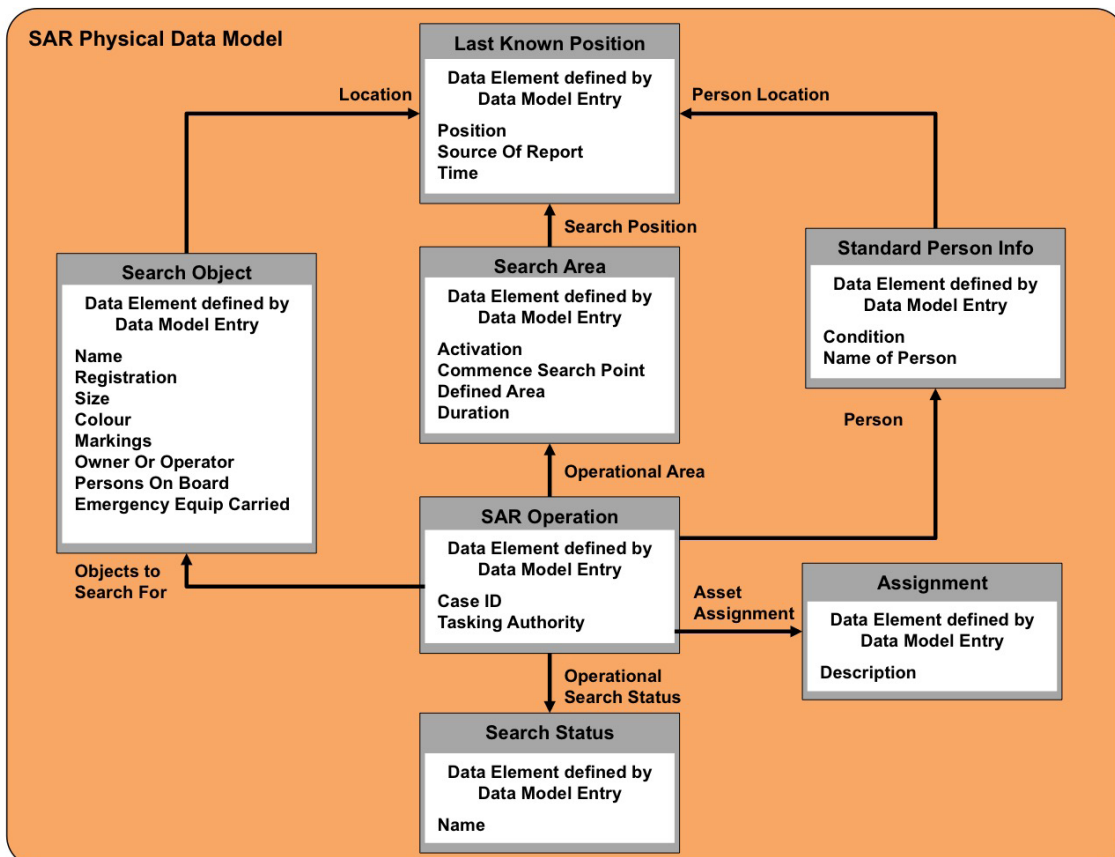 SAR Physical Data Model
Last Known Position
Data Element defined by
Data Model Entry
Position
Source Of Report
Time
Location
Person Location
Search Position
Search Object
Data Element defined by
Data Model Entry
Name
Registration
Size
Colour
Markings
Owner Or Operator
Persons On Board
Emergency Equip Carried
Search Area
Data Element defined by
Data Model Entry
Activation
Commence Search Point
Defined Area
Duration
Standard Person Info
Data Element defined by
Data Model Entry
Condition
Name of Person
Person
Operational Area
SAR Operation
Data Element defined by
Data Model Entry
Case ID
Tasking Authority
Objects to
Search For
Asset
Assignment
Assignment
Data Element defined by
Data Model Entry
Description
Operational
Search Status
Search Status
Data Element defined by
Data Model Entry
Name